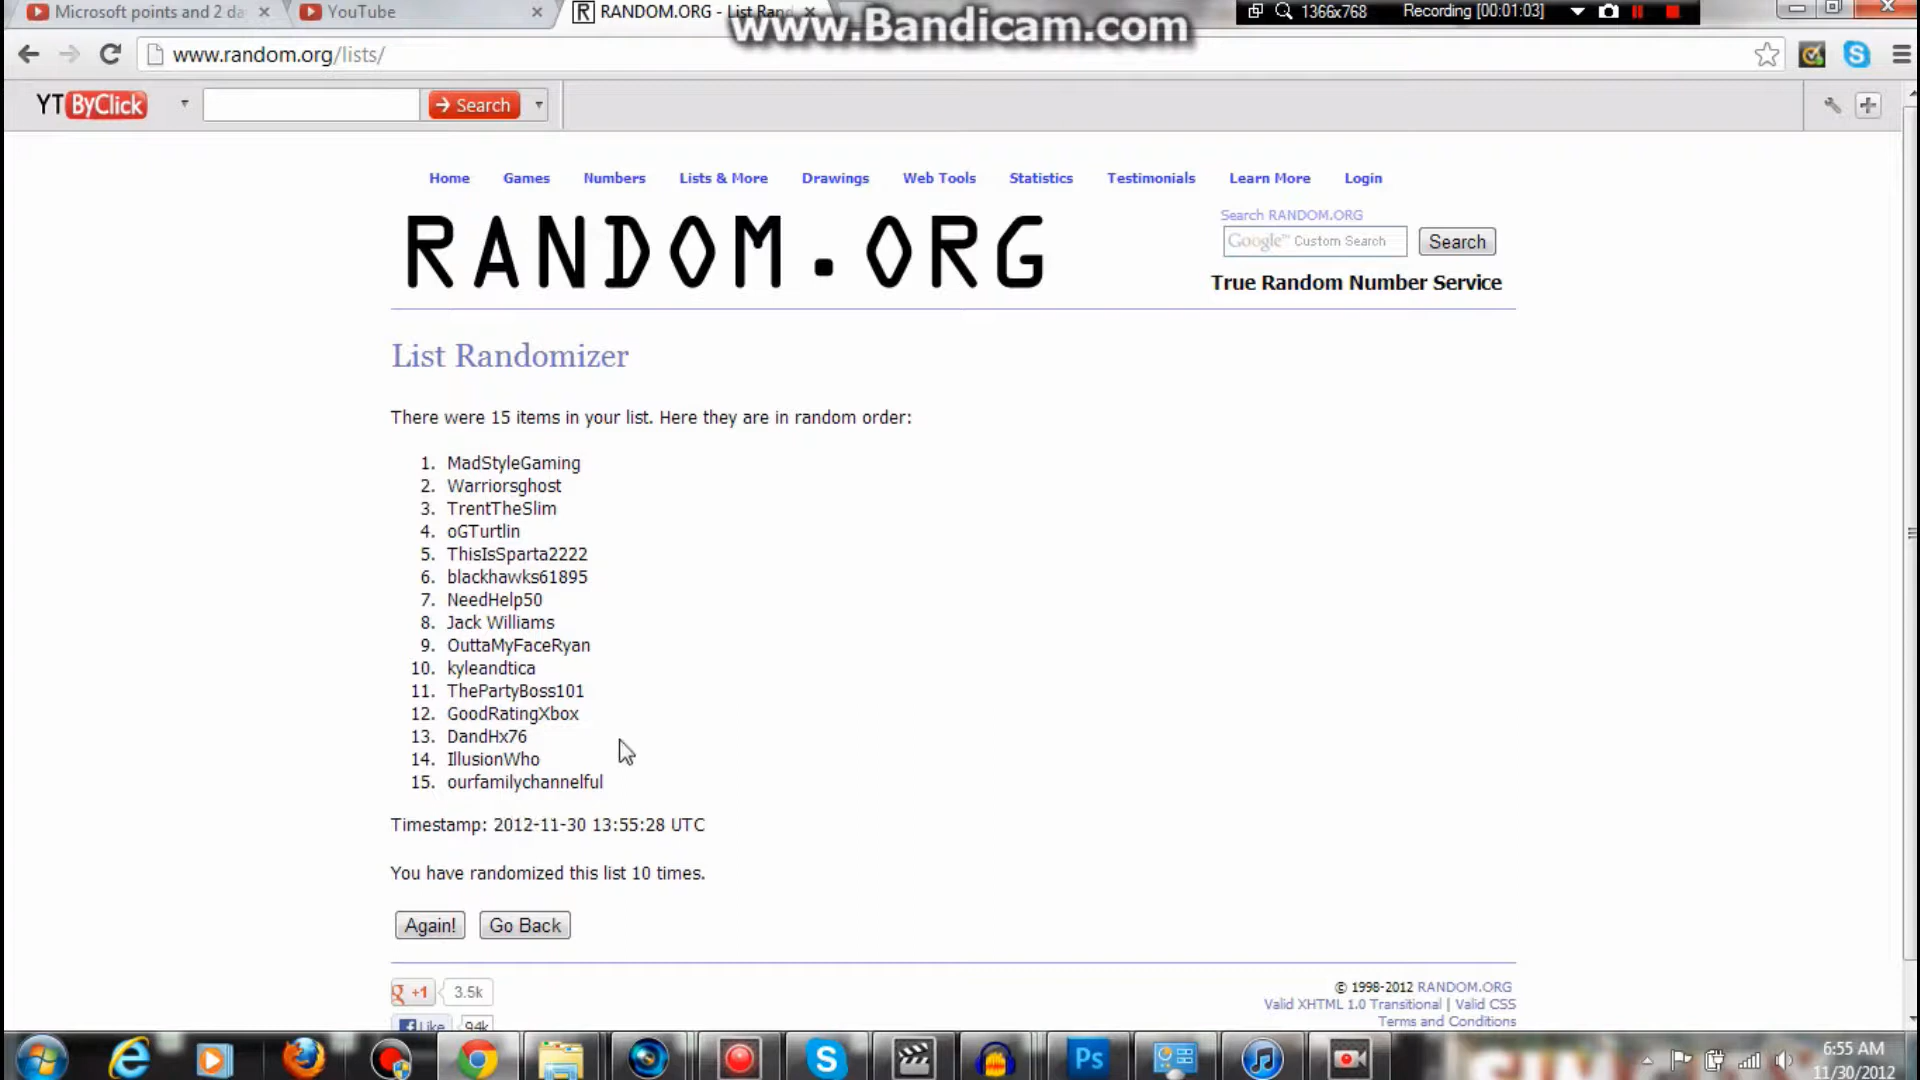 Microsoft points and 2 da
YouTube
RANDOM.ORG - List Ran
www.Bandicam.com
1366x768
Recording [00:01:03]
www.random.org/lists/
YT ByClick
Search
Home Games Numbers Lists & More Drawings Web Tools Statistics Testimonials Learn More Login
RANDOM.ORG
Search RANDOM.ORG
Google™ Custom Search
Search
True Random Number Service
List Randomizer
There were 15 items in your list. Here they are in random order:
1. MadStyleGaming
2. Warriorsghost
3. TrentTheSlim
4. oGTurtlin
5. ThisIsSparta2222
6. blackhawks61895
7. NeedHelp50
8. Jack Williams
9. OuttaMyFaceRyan
10. kyleandtica
11. ThePartyBoss101
12. GoodRatingXbox
13. DandHx76
14. IllusionWho
15. ourfamilychannelful
Timestamp: 2012-11-30 13:55:28 UTC
You have randomized this list 10 times.
Again! Go Back
+1 3.5k
Like 94k
© 1998-2012 RANDOM.ORG
Valid XHTML 1.0 Transitional | Valid CSS
Terms and Conditions
Ps
6:55 AM
11/30/2012